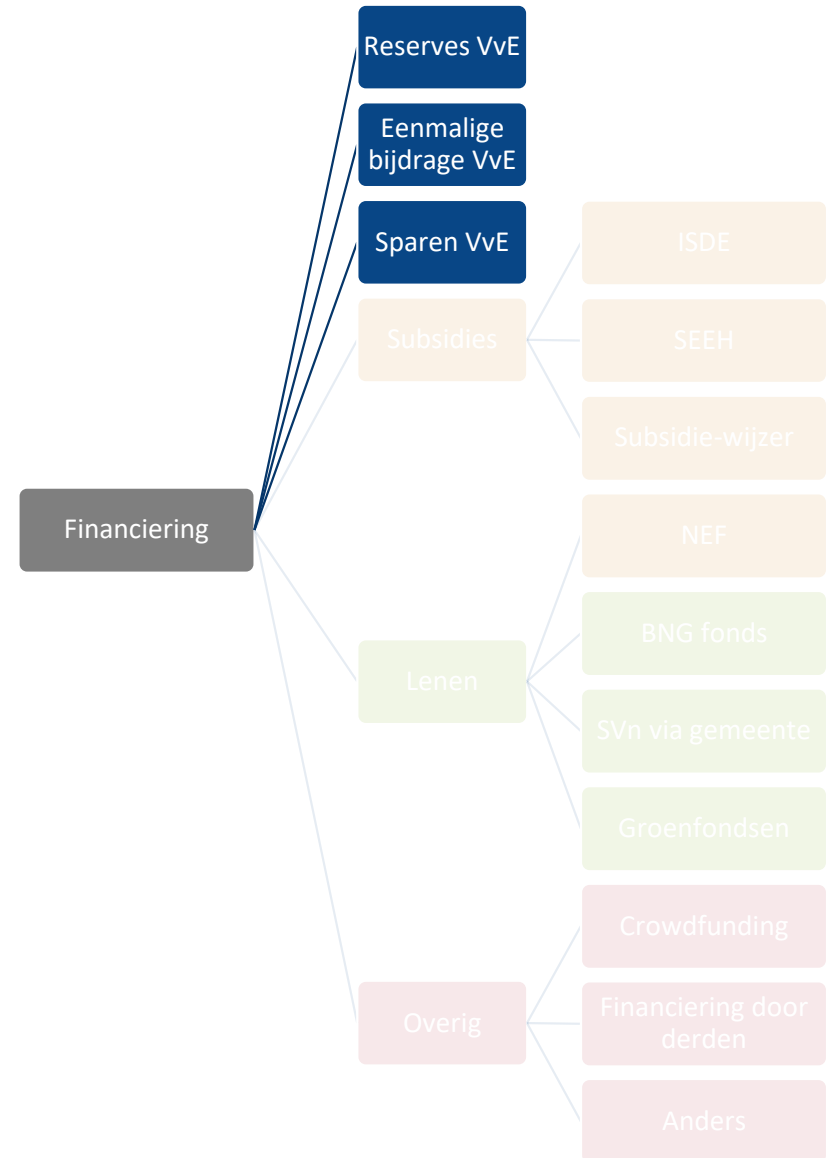 Reserves VvE
Eenmalige
bijdrage VvE
Sparen VvE
ISDE
Subsidies
SEEH
Subsidie-wijzer
Financiering
NEF
BNG fonds
Lenen
SVn via gemeente
Groenfondsen
Crowdfunding
Overig
Financiering door
derden
Anders